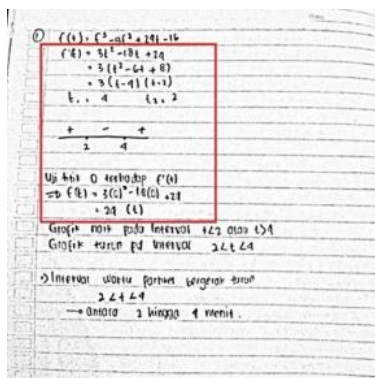 ① f(t) = t³ - 9t² + 24t - 16
f'(t) = 3t² - 18t + 24
= 3(t² - 6t + 8)
= 3(t-4)(t-2)
t₁ = 4 t₂ = 2
+ - +
2 4
Uji titik 0 terhadap f'(t)
⇒ f'(t) = 3(0)² - 18(0) + 24
= 24 (+)
Grafik naik pada Interval t<2 atau t>4
Grafik turun pd Interval 2<t<4
⇒ Interval waktu partikel bergerak turun
2<t<4
→ antara 2 hingga 4 menit.